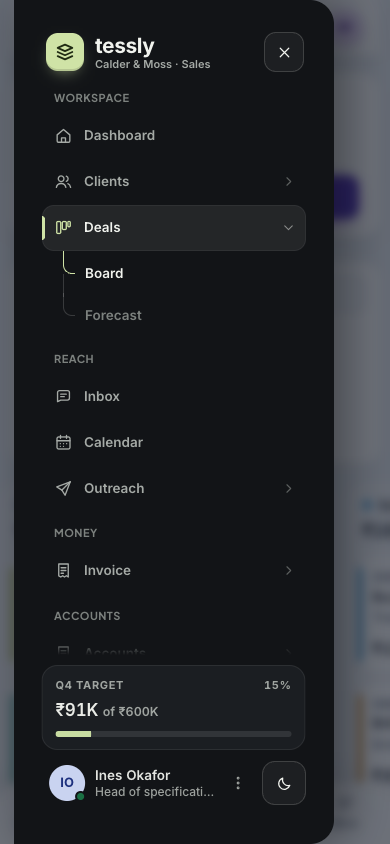 tessly
Calder & Moss · Sales
WORKSPACE
Dashboard
Clients
Deals
Board
Forecast
REACH
Inbox
Calendar
Outreach
MONEY
Invoice
ACCOUNTS
Accounts
Q4 TARGET 15%
₹91K of ₹600K
IO Ines Okafor
Head of specificati...